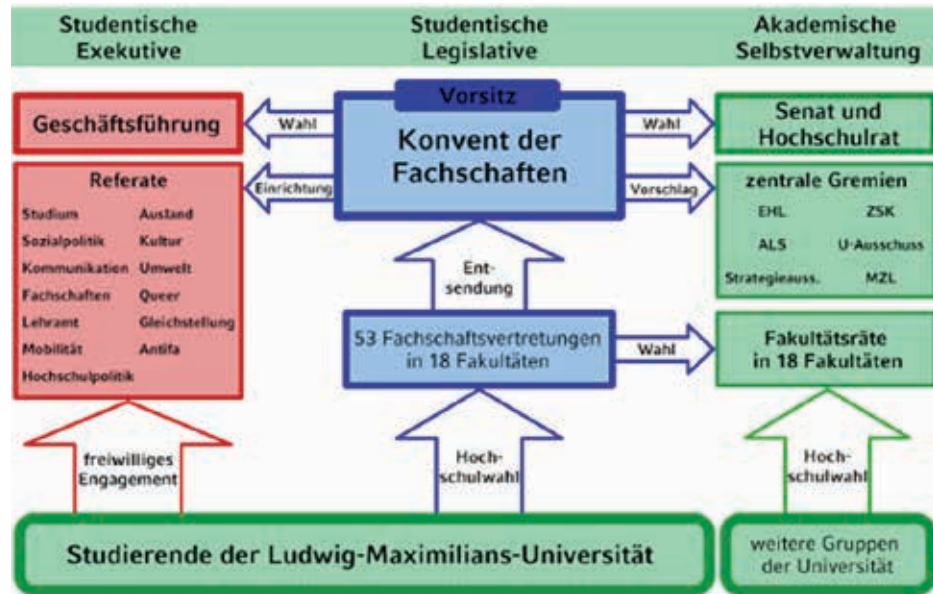 Studentische
Exekutive
Studentische
Legislative
Akademische
Selbstverwaltung
Geschäftsführung
Wahl
Vorsitz
Konvent der
Fachschaften
Wahl
Senat und
Hochschulrat
Referate
Studium Ausland
Sozialpolitik Kultur
Kommunikation Umwelt
Fachschaften Queer
Lehramt Gleichstellung
Mobilität Antifa
Hochschulpolitik
Einrichtung
Vorschlag
zentrale Gremien
EHL ZSK
ALS U-Ausschuss
Strategieauss. MZL
Ent-
sendung
53 Fachschaftsvertretungen
in 18 Fakultäten
Wahl
Fakultätsräte
in 18 Fakultäten
freiwilliges
Engagement
Hoch-
schulwahl
Hoch-
schulwahl
Studierende der Ludwig-Maximilians-Universität
weitere Gruppen
der Universität